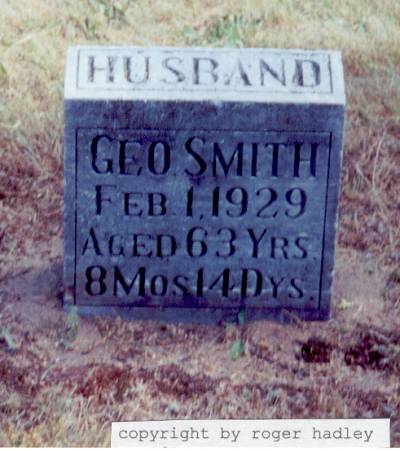 HUSBAND
GEO. SMITH
FEB. 1, 1929
AGED 63 YRS.
8 MOS 14 DYS.
copyright by roger hadley